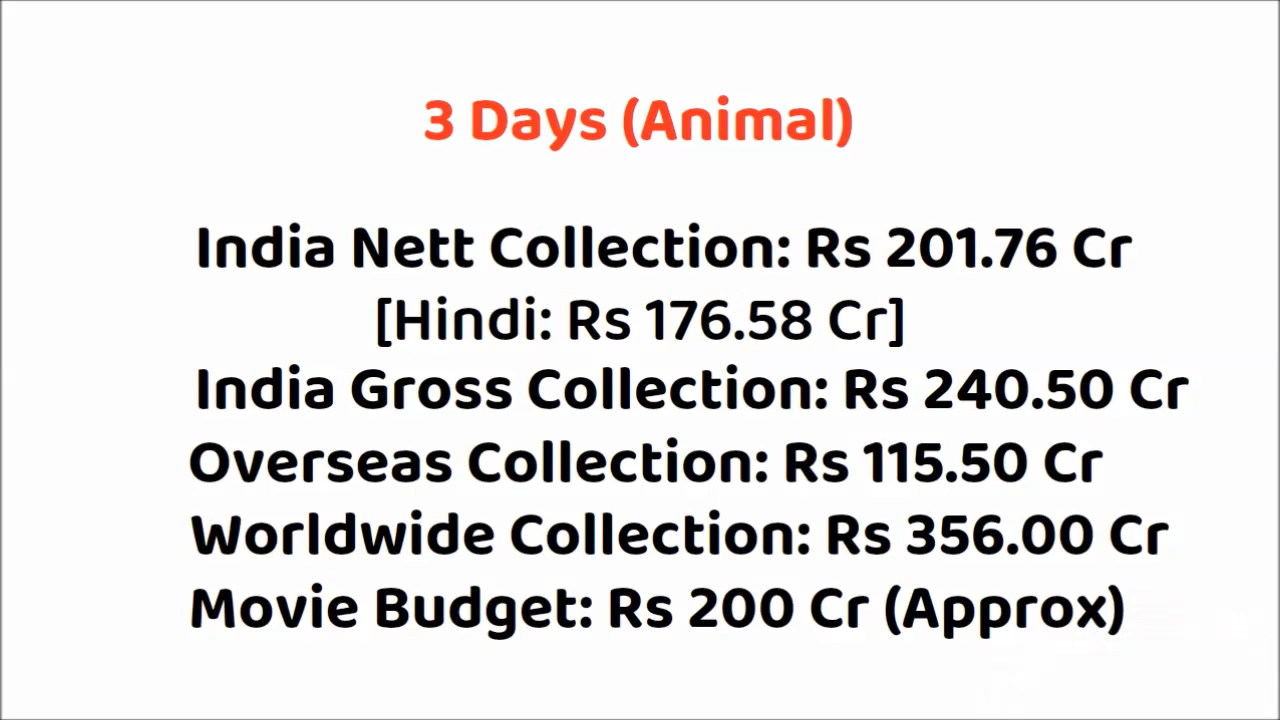 3 Days (Animal)
India Nett Collection: Rs 201.76 Cr
[Hindi: Rs 176.58 Cr]
India Gross Collection: Rs 240.50 Cr
Overseas Collection: Rs 115.50 Cr
Worldwide Collection: Rs 356.00 Cr
Movie Budget: Rs 200 Cr (Approx)